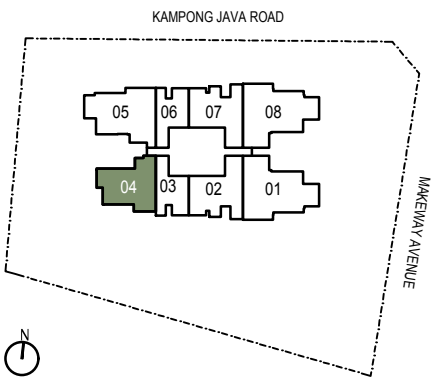 KAMPONG JAVA ROAD
05 06 07 08
04 03 02 01
MAKEWAY AVENUE
N